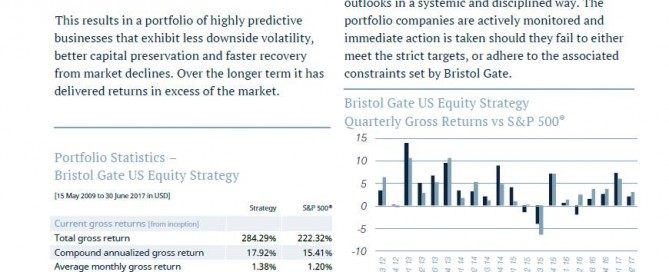 This results in a portfolio of highly predictive
businesses that exhibit less downside volatility,
better capital preservation and faster recovery
from market declines. Over the longer term it has
delivered returns in excess of the market.
Portfolio Statistics –
Bristol Gate US Equity Strategy
[15 May 2009 to 30 June 2017 in USD]
Strategy S&P 500®
Current gross returns [from inception]
Total gross return 284.29% 222.32%
Compound annualized gross return 17.92% 15.41%
Average monthly gross return 1.38% 1.20%
outlooks in a systemic and disciplined way. The
portfolio companies are actively monitored and
immediate action is taken should they fail to either
meet the strict targets, or adhere to the associated
constraints set by Bristol Gate.
Bristol Gate US Equity Strategy
Quarterly Gross Returns vs S&P 500®
15
10
5
0
-5
-10